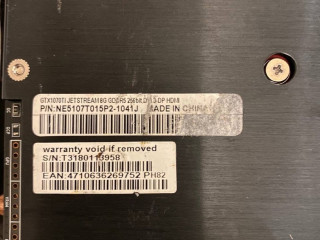 GTX1070TI JETSTREAM 8G GDDR5 256bit DVI 3-DP HDMI
P/N: NE5107T015P2-1041J MADE IN CHINA
warranty void if removed
S/N:T3180113958
EAN:4710636269752 PH82